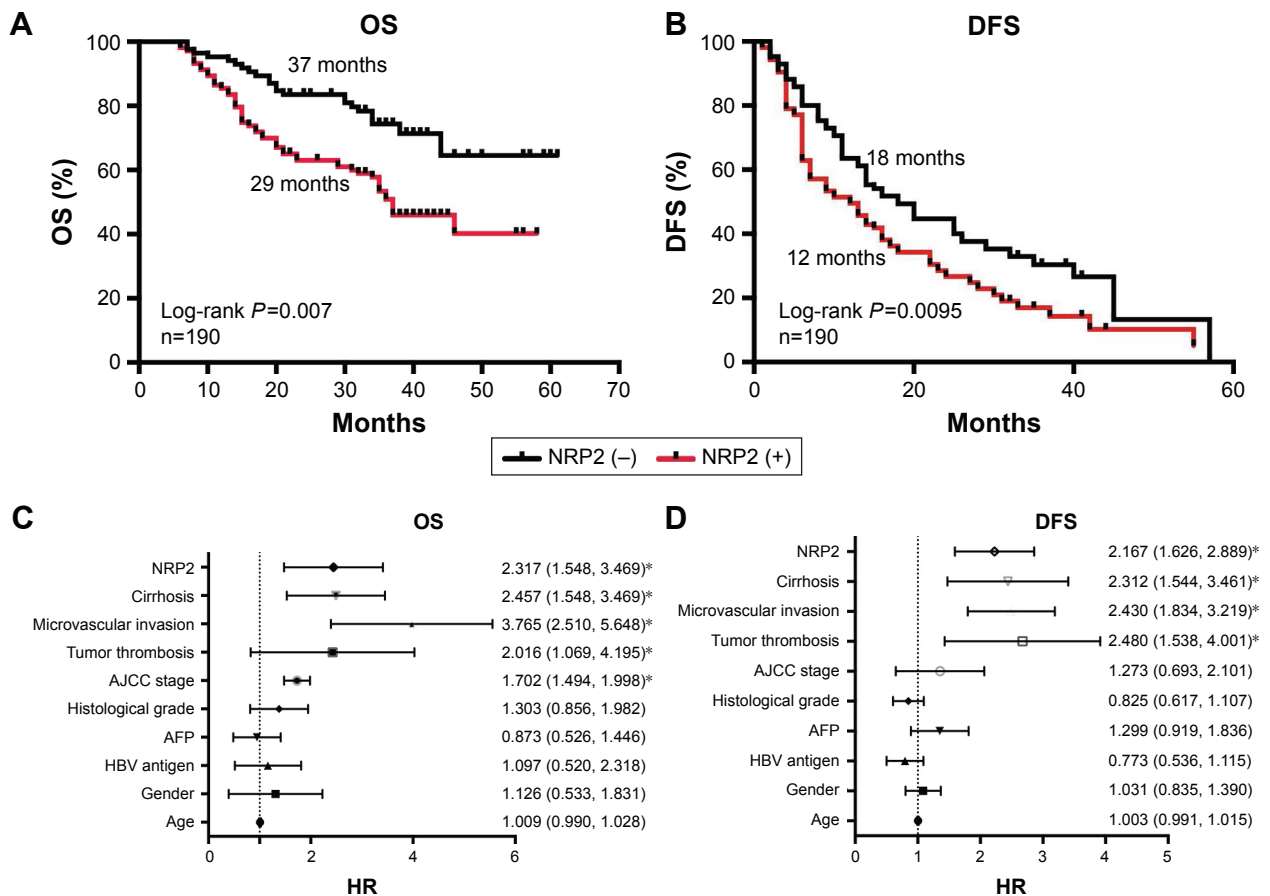 A
OS
OS (%)
100
80
60
40
20
0
37 months
29 months
Log-rank P=0.007
n=190
0 10 20 30 40 50 60 70
Months
B
DFS
DFS (%)
100
80
60
40
20
0
18 months
12 months
Log-rank P=0.0095
n=190
0 20 40 60
Months
NRP2 (–) NRP2 (+)
C
OS
NRP2 2.317 (1.548, 3.469)*
Cirrhosis 2.457 (1.548, 3.469)*
Microvascular invasion 3.765 (2.510, 5.648)*
Tumor thrombosis 2.016 (1.069, 4.195)*
AJCC stage 1.702 (1.494, 1.998)*
Histological grade 1.303 (0.856, 1.982)
AFP 0.873 (0.526, 1.446)
HBV antigen 1.097 (0.520, 2.318)
Gender 1.126 (0.533, 1.831)
Age 1.009 (0.990, 1.028)
0 2 4 6
HR
D
DFS
NRP2 2.167 (1.626, 2.889)*
Cirrhosis 2.312 (1.544, 3.461)*
Microvascular invasion 2.430 (1.834, 3.219)*
Tumor thrombosis 2.480 (1.538, 4.001)*
AJCC stage 1.273 (0.693, 2.101)
Histological grade 0.825 (0.617, 1.107)
AFP 1.299 (0.919, 1.836)
HBV antigen 0.773 (0.536, 1.115)
Gender 1.031 (0.835, 1.390)
Age 1.003 (0.991, 1.015)
0 1 2 3 4 5
HR